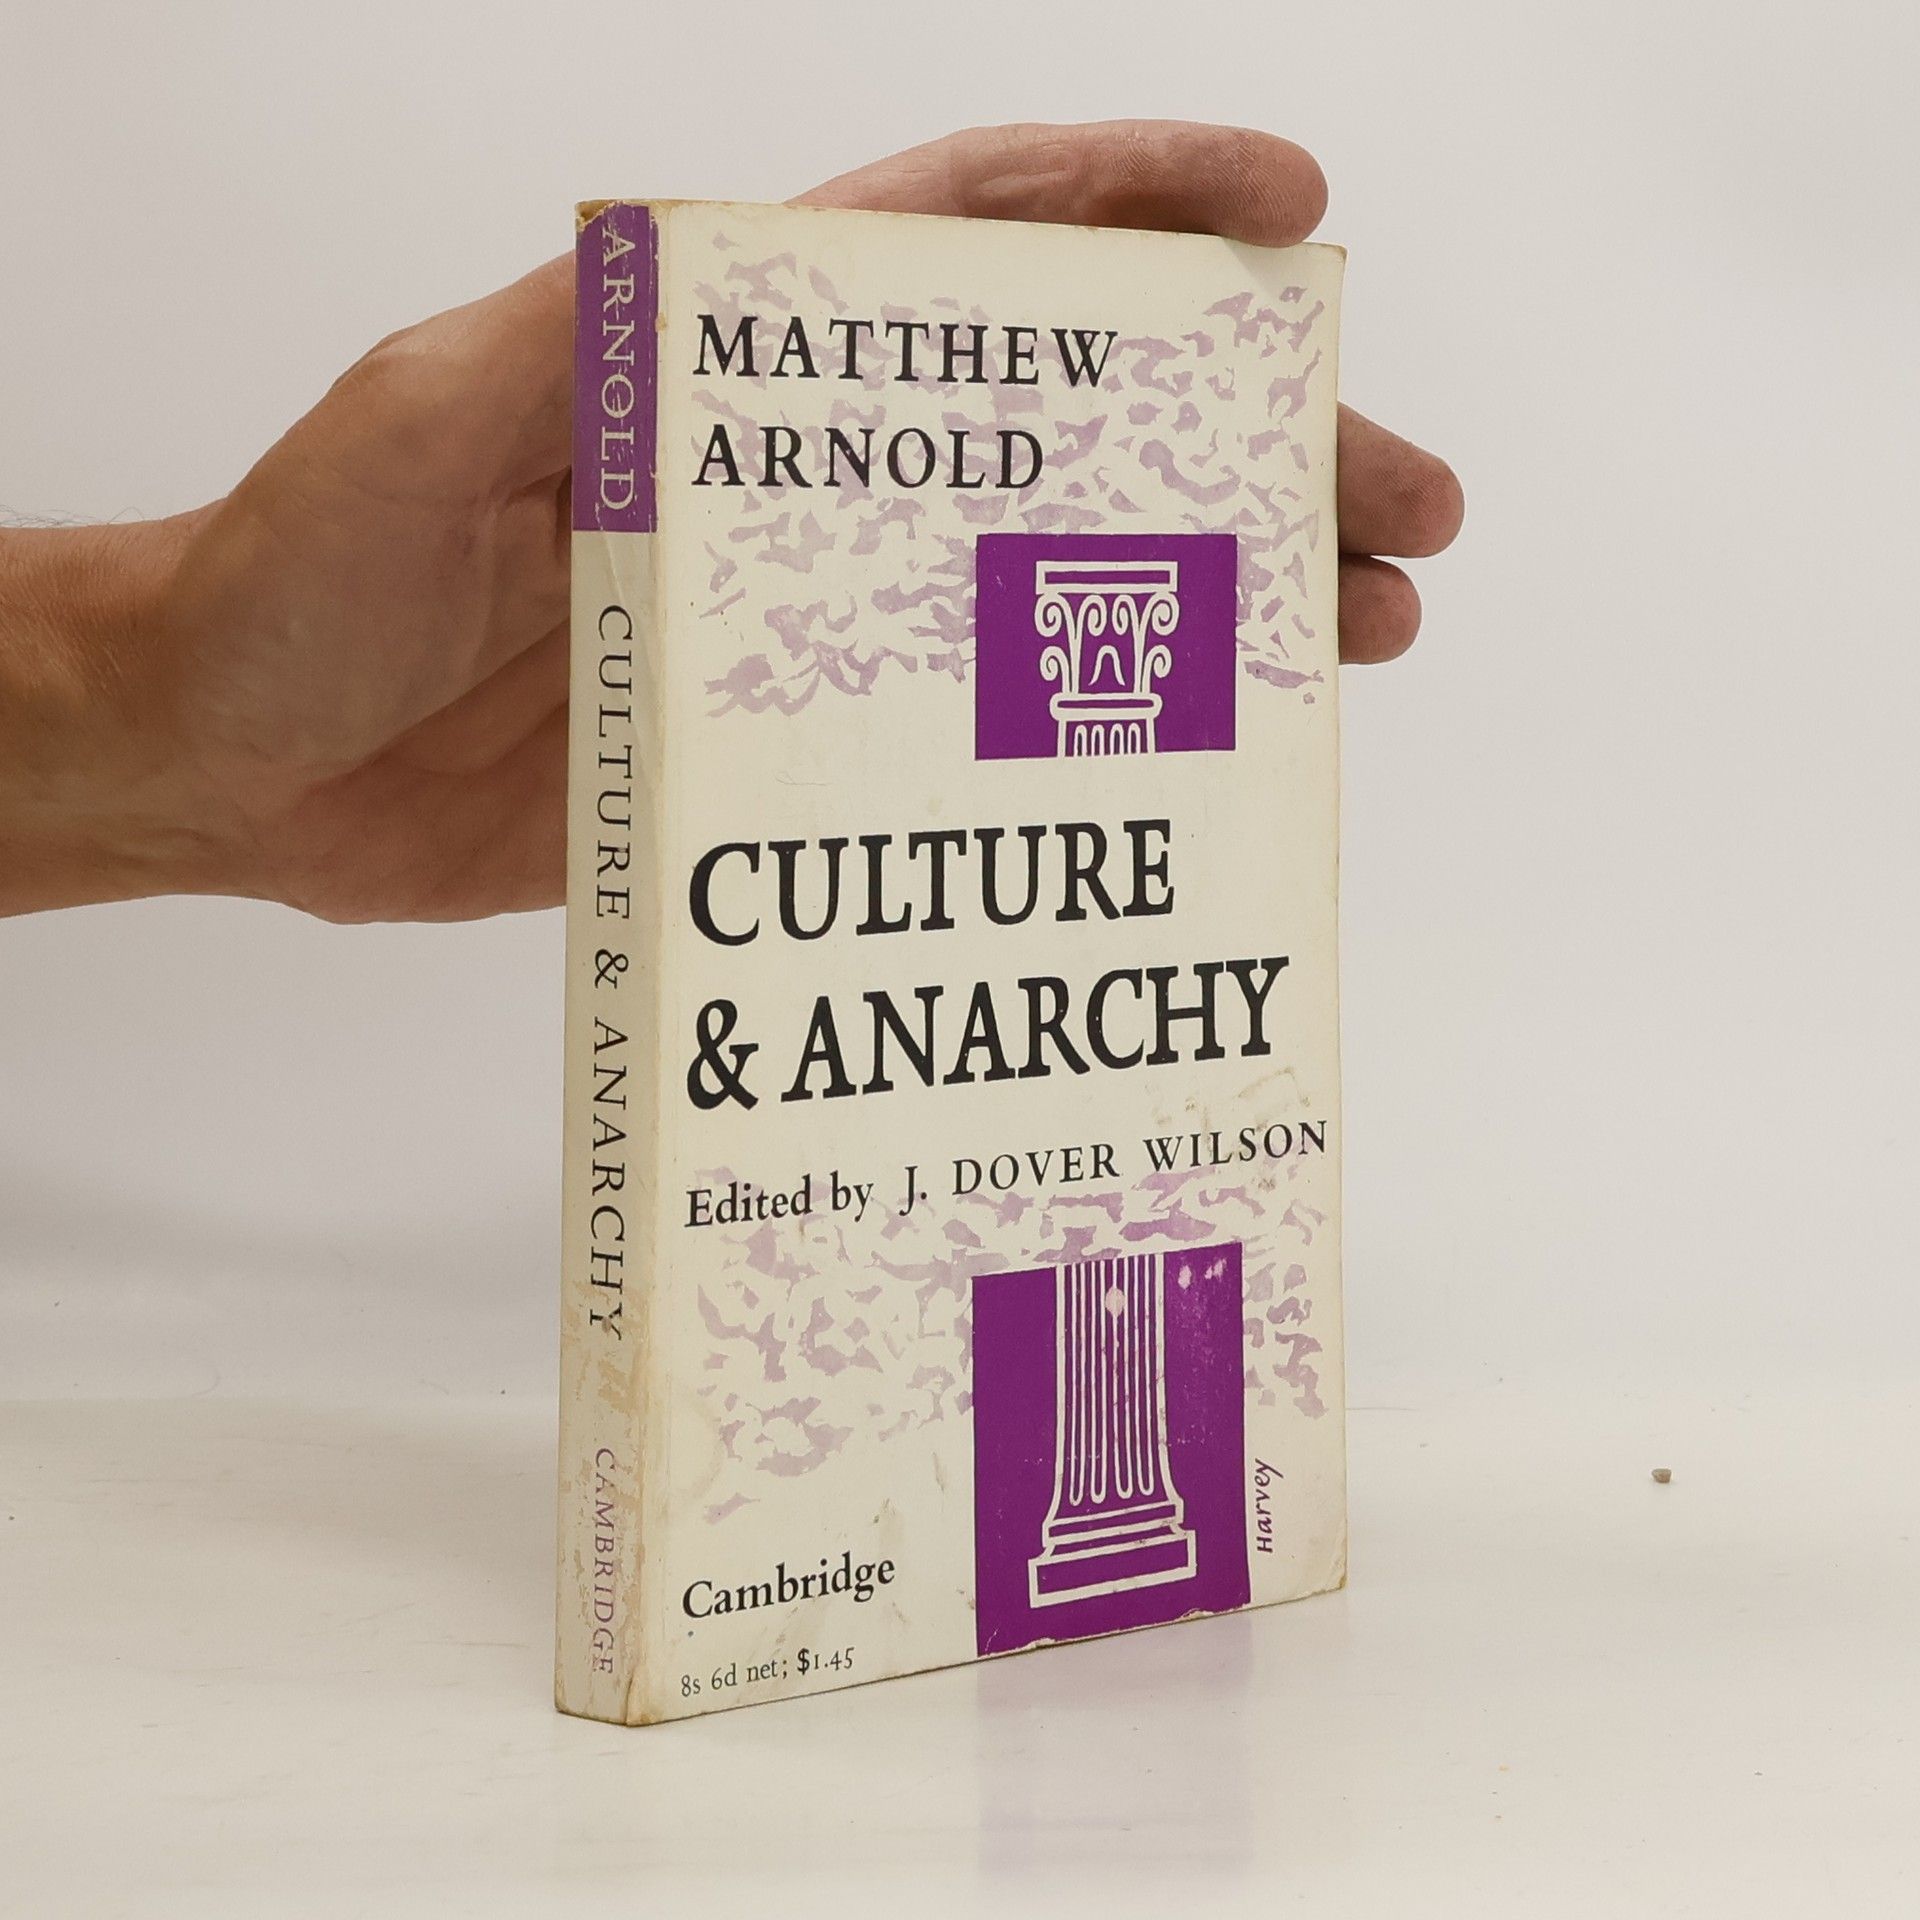 ARNOLD
CULTURE & ANARCHY
CAMBRIDGE
MATTHEW
ARNOLD
CULTURE
& ANARCHY
Edited by J. DOVER WILSON
Harvey
Cambridge
8s 6d net; $1.45